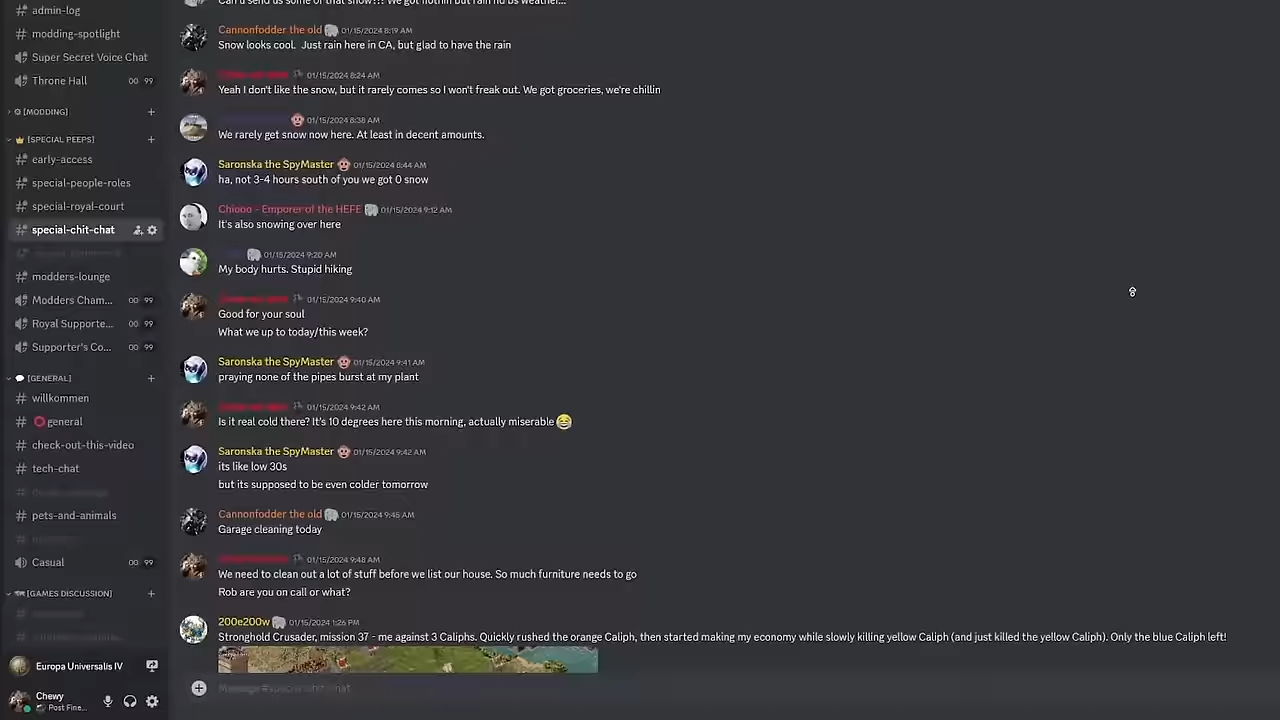 admin-log
modding-spotlight
Super Secret Voice Chat
Throne Hall 00 99
[MODDING]
[SPECIAL PEEPS]
# early-access
# special-people-roles
# special-royal-court
# special-chit-chat
# modders-lounge
Modders Cham... 00 99
Royal Supporte... 00 99
Supporter's Co... 00 99
[GENERAL]
# willkommen
# general
# check-out-this-video
# tech-chat
# pets-and-animals
Casual 00 99
[GAMES DISCUSSION]
Europa Universalis IV
Chewy
Post Fine...
Cannonfodder the old 01/15/2024 8:19 AM
Snow looks cool. Just rain here in CA, but glad to have the rain
01/15/2024 8:24 AM
Yeah I don't like the snow, but it rarely comes so I won't freak out. We got groceries, we're chillin
01/15/2024 8:38 AM
We rarely get snow now here. At least in decent amounts.
Saronska the SpyMaster 01/15/2024 8:44 AM
ha, not 3-4 hours south of you we got 0 snow
Chiooo - Emporer of the HEFE 01/15/2024 9:12 AM
It's also snowing over here
01/15/2024 9:20 AM
My body hurts. Stupid hiking
01/15/2024 9:40 AM
Good for your soul
What we up to today/this week?
Saronska the SpyMaster 01/15/2024 9:41 AM
praying none of the pipes burst at my plant
01/15/2024 9:42 AM
Is it real cold there? It's 10 degrees here this morning, actually miserable 😂
Saronska the SpyMaster 01/15/2024 9:42 AM
its like low 30s
but its supposed to be even colder tomorrow
Cannonfodder the old 01/15/2024 9:45 AM
Garage cleaning today
01/15/2024 9:48 AM
We need to clean out a lot of stuff before we list our house. So much furniture needs to go
Rob are you on call or what?
200e200w 01/15/2024 1:26 PM
Stronghold Crusader, mission 37 - me against 3 Caliphs. Quickly rushed the orange Caliph, then started making my economy while slowly killing yellow Caliph (and just killed the yellow Caliph). Only the blue Caliph left!
Message #special-chit-chat